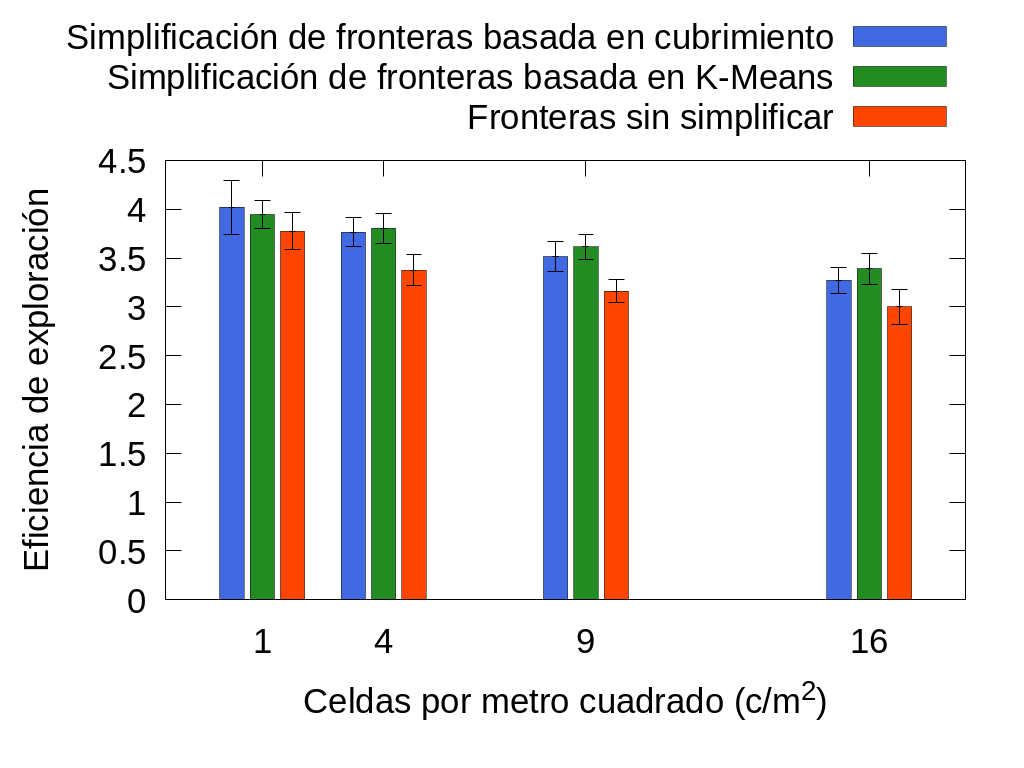 Simplificación de fronteras basada en cubrimiento
Simplificación de fronteras basada en K-Means
Fronteras sin simplificar
4.5
4
3.5
3
2.5
2
1.5
1
0.5
0
Eficiencia de exploración
1 4 9 16
Celdas por metro cuadrado (c/m²)